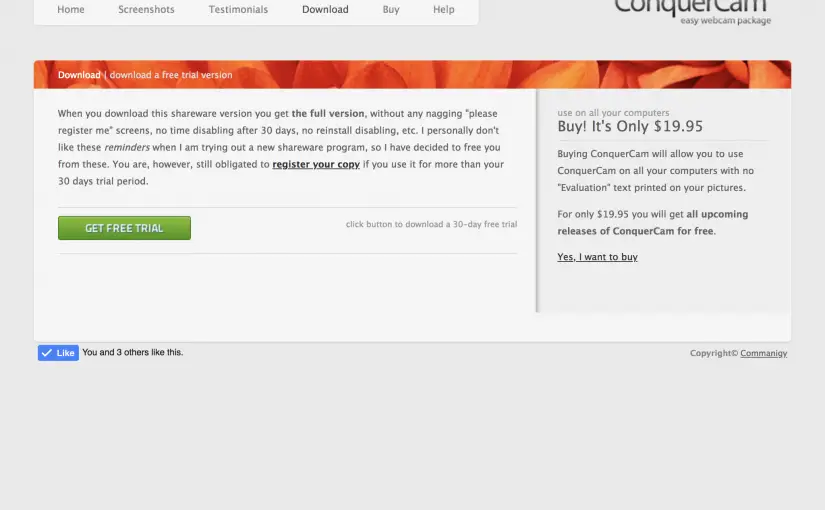 Home Screenshots Testimonials Download Buy Help
ConquerCam
easy webcam package
Download | download a free trial version
When you download this shareware version you get the full version, without any nagging "please
register me" screens, no time disabling after 30 days, no reinstall disabling, etc. I personally don't
like these reminders when I am trying out a new shareware program, so I have decided to free you
from these. You are, however, still obligated to register your copy if you use it for more than your
30 days trial period.
GET FREE TRIAL
click button to download a 30-day free trial
use on all your computers
Buy! It's Only $19.95
Buying ConquerCam will allow you to use
ConquerCam on all your computers with no
"Evaluation" text printed on your pictures.
For only $19.95 you will get all upcoming
releases of ConquerCam for free.
Yes, I want to buy
Like You and 3 others like this.
Copyright© Commanigy